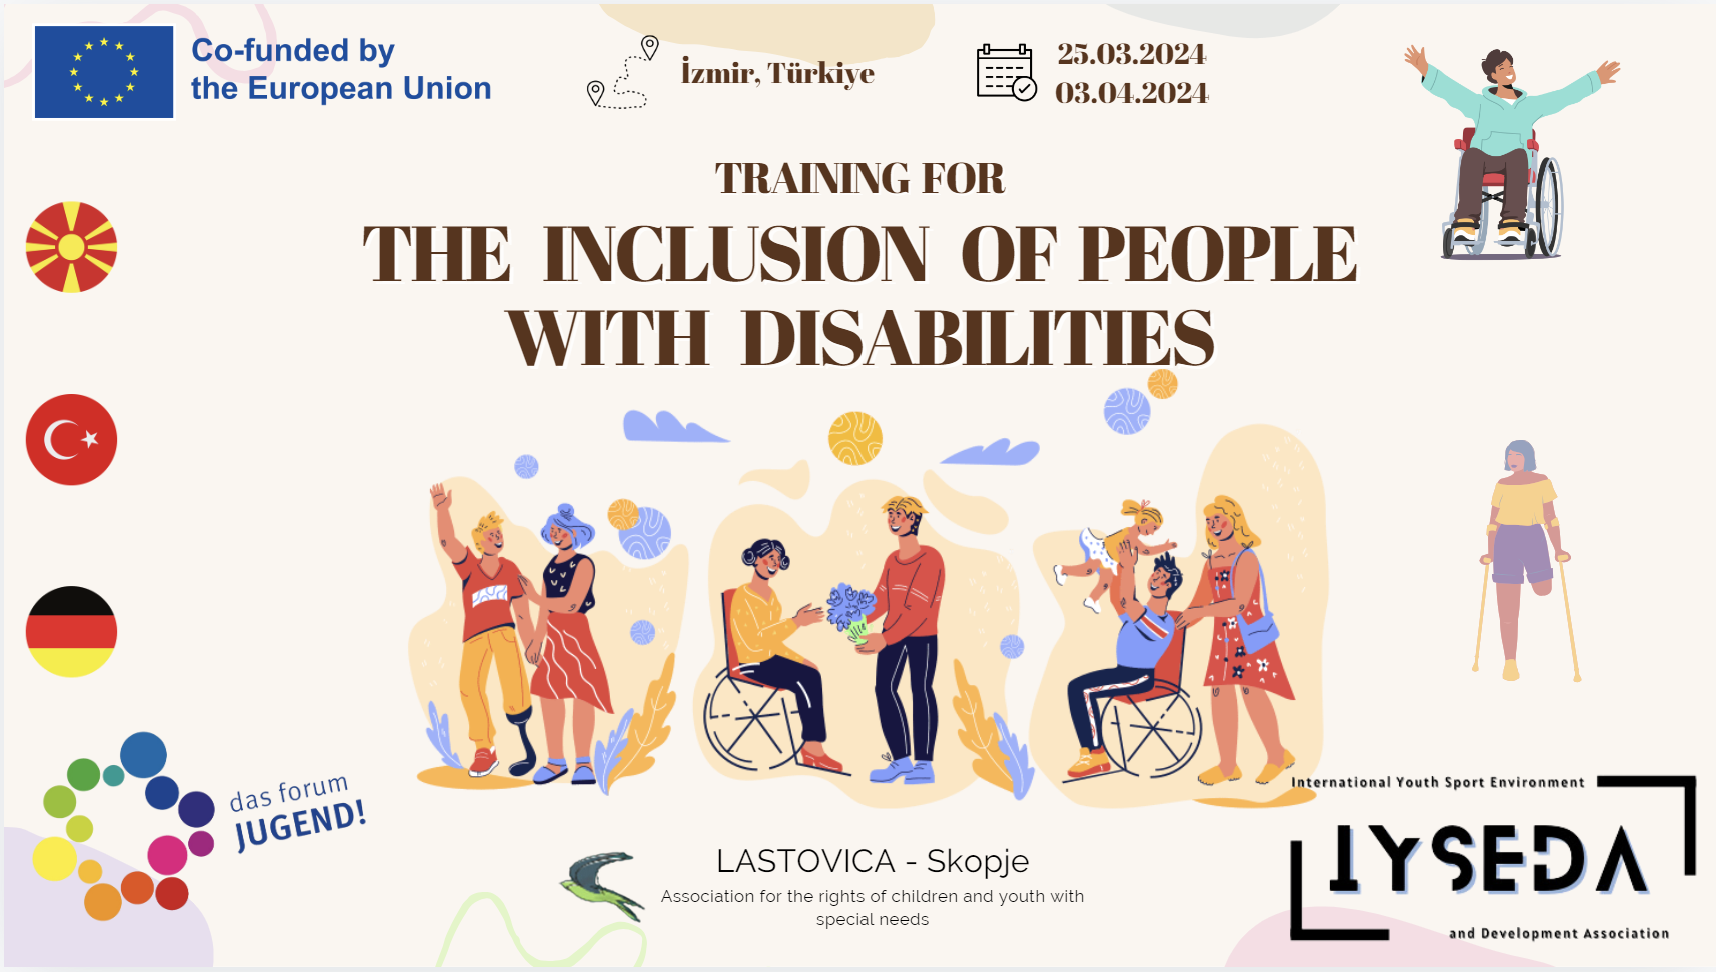 Co-funded by
the European Union
İzmir, Türkiye
25.03.2024
03.04.2024
TRAINING FOR
THE INCLUSION OF PEOPLE
WITH DISABILITIES
das forum
JUGEND!
LASTOVICA - Skopje
Association for the rights of children and youth with
special needs
International Youth Sport Environment
IYSEDA
and Development Association